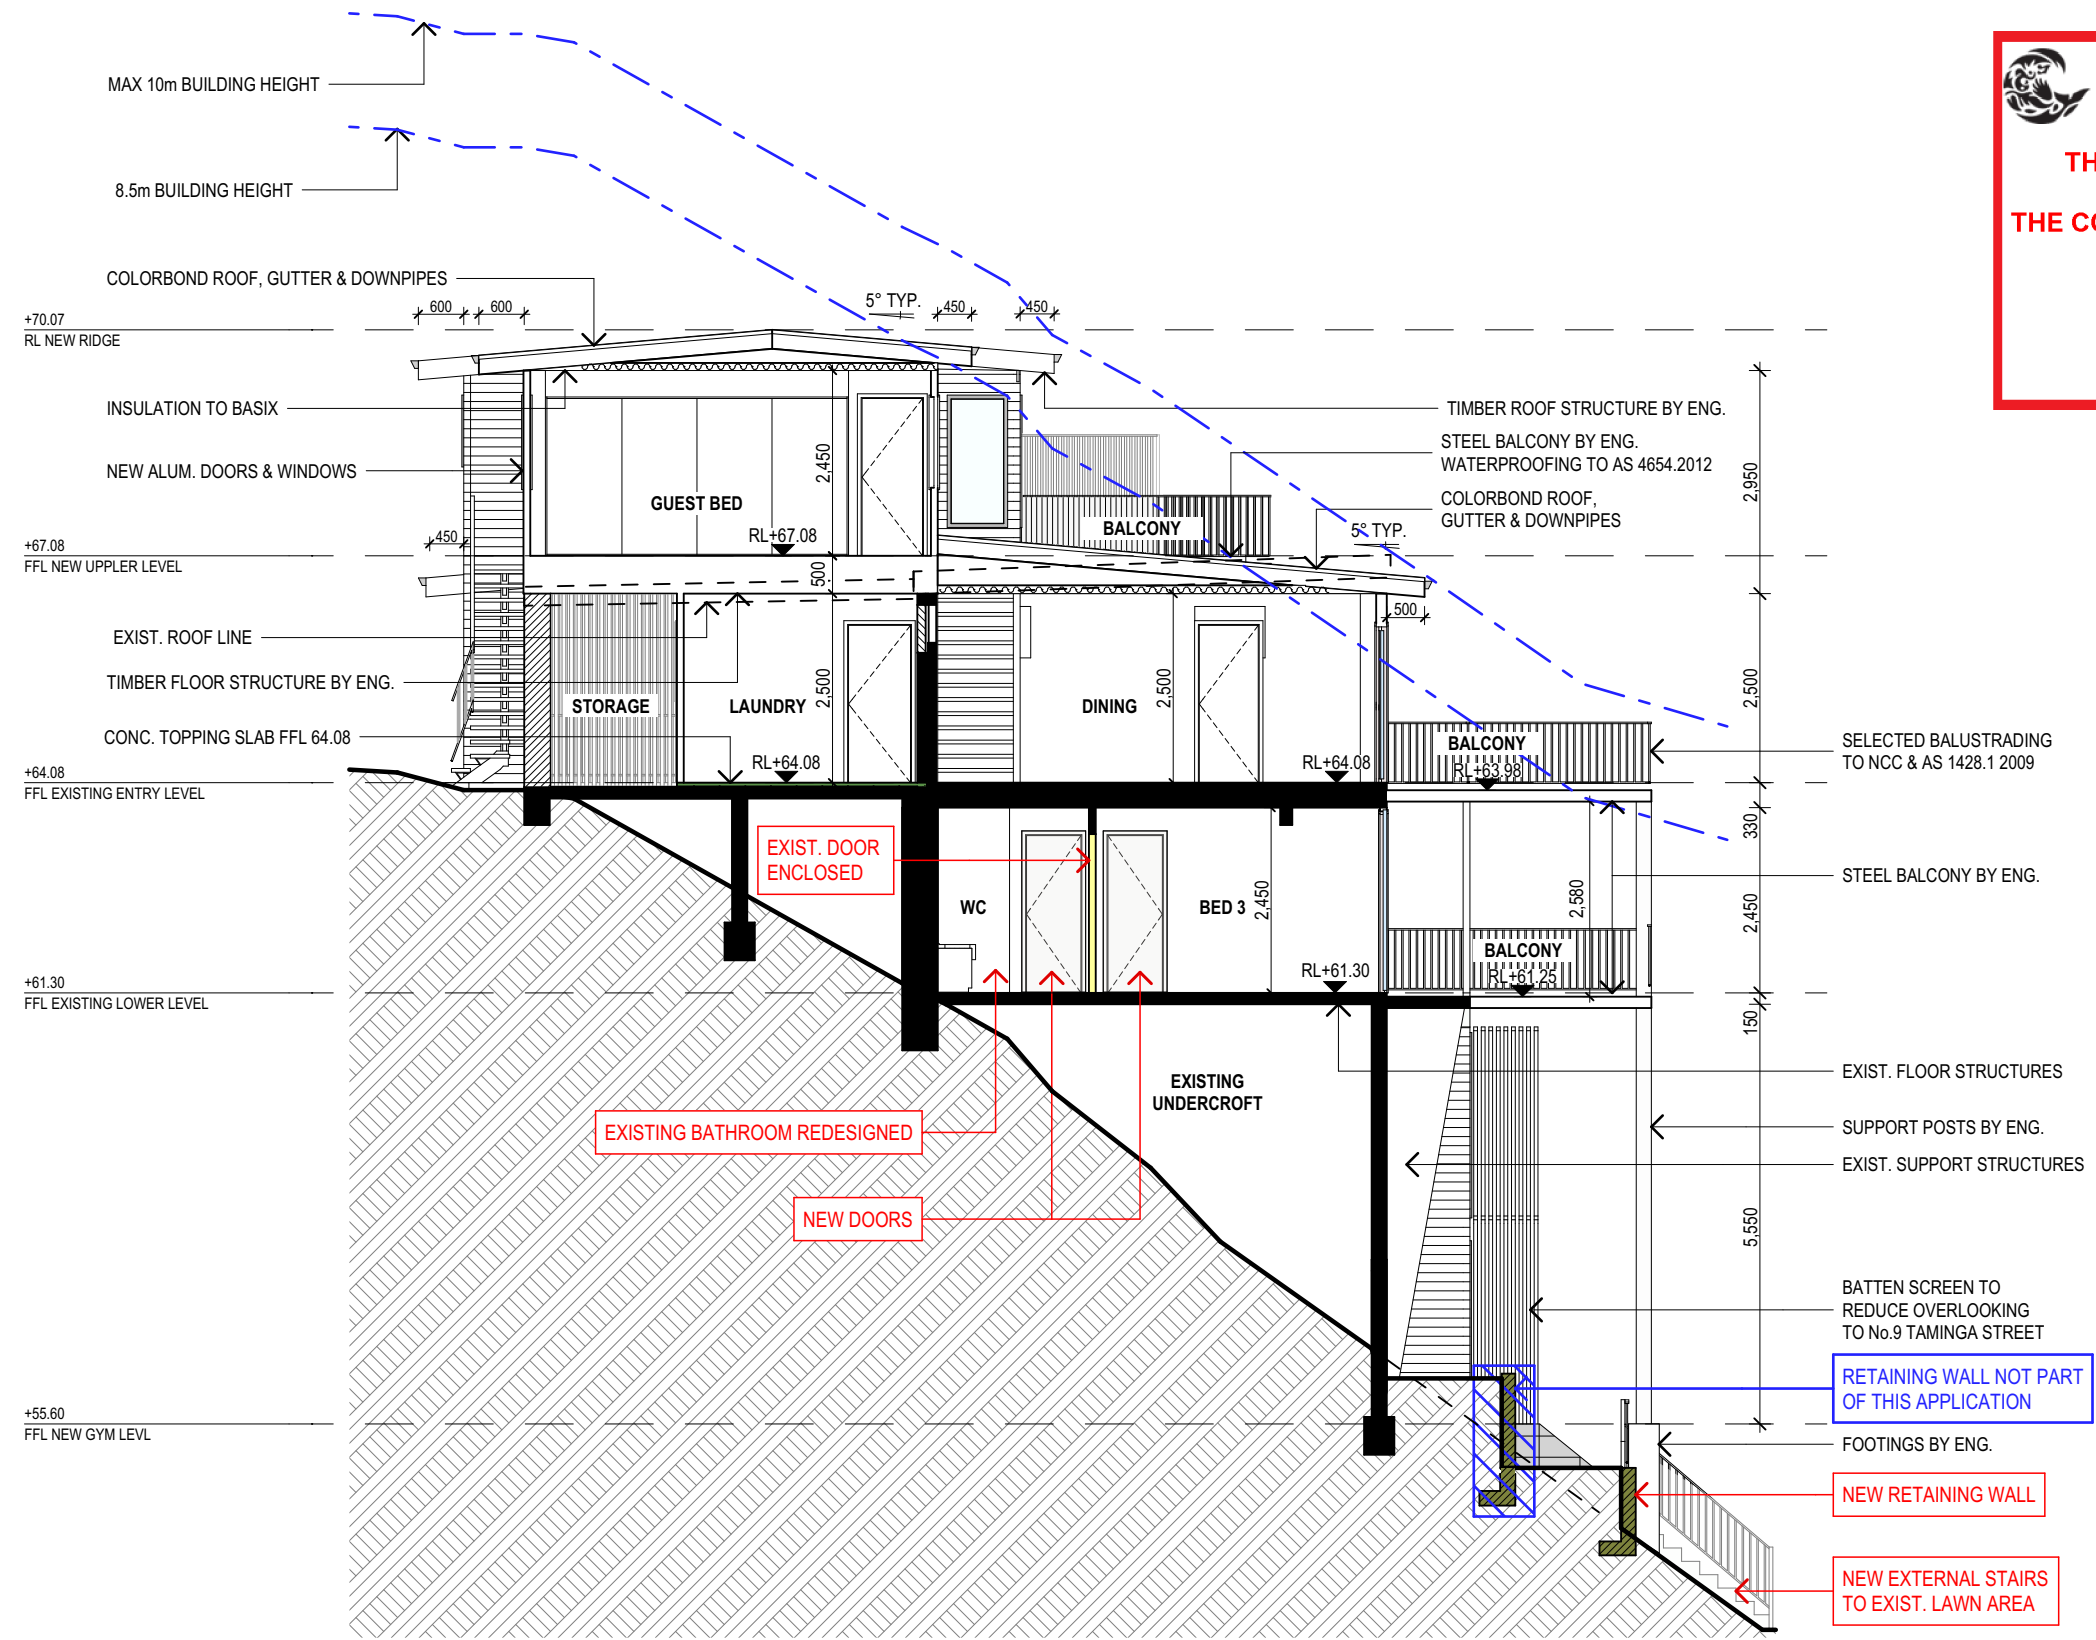 MAX 10m BUILDING HEIGHT
8.5m BUILDING HEIGHT
TH
THE CO
COLORBOND ROOF, GUTTER & DOWNPIPES
600
600
5° TYP.
450
450
+70.07
RL NEW RIDGE
INSULATION TO BASIX
TIMBER ROOF STRUCTURE BY ENG.
STEEL BALCONY BY ENG.
WATERPROOFING TO AS 4654.2012
NEW ALUM. DOORS & WINDOWS
2,450
2,950
GUEST BED
COLORBOND ROOF,
GUTTER & DOWNPIPES
BALCONY
5° TYP.
450
RL+67.08
+67.08
FFL NEW UPPLER LEVEL
500
500
EXIST. ROOF LINE
TIMBER FLOOR STRUCTURE BY ENG.
2,500
2,500
2,500
STORAGE
LAUNDRY
DINING
CONC. TOPPING SLAB FFL 64.08
BALCONY
RL+63.98
SELECTED BALUSTRADING
TO NCC & AS 1428.1 2009
RL+64.08
RL+64.08
+64.08
FFL EXISTING ENTRY LEVEL
330
EXIST. DOOR
ENCLOSED
STEEL BALCONY BY ENG.
WC
BED 3
2,450
2,580
2,450
BALCONY
RL+61.25
RL+61.30
+61.30
FFL EXISTING LOWER LEVEL
150
EXISTING
UNDERCROFT
EXIST. FLOOR STRUCTURES
EXISTING BATHROOM REDESIGNED
SUPPORT POSTS BY ENG.
EXIST. SUPPORT STRUCTURES
NEW DOORS
5,550
BATTEN SCREEN TO
REDUCE OVERLOOKING
TO No.9 TAMINGA STREET
RETAINING WALL NOT PART
OF THIS APPLICATION
+55.60
FFL NEW GYM LEVL
FOOTINGS BY ENG.
NEW RETAINING WALL
NEW EXTERNAL STAIRS
TO EXIST. LAWN AREA